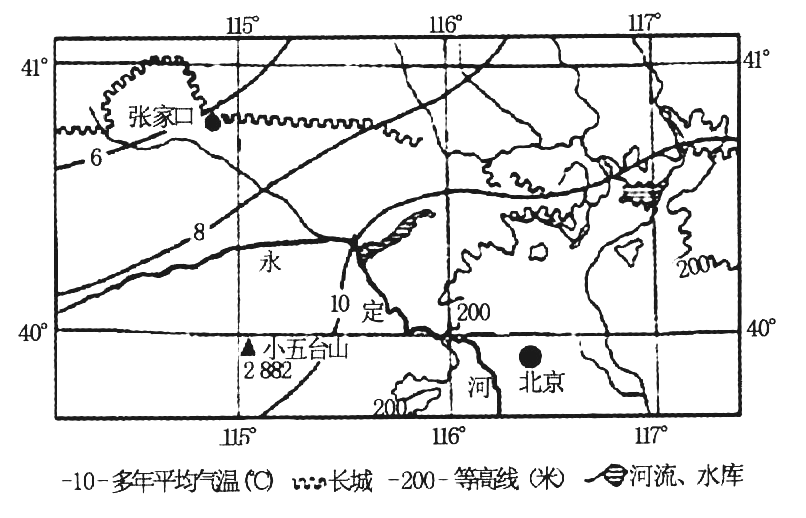 115° 116° 117°
41° 41°
张家口
6
8
永
10
定
200
200
40° 40°
小五台山
2 882
河
北京
200
115° 116° 117°
-10-多年平均气温(℃) 长城 -200-等高线(米) 河流、水库